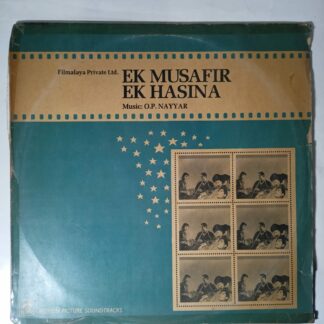 Filmalaya Private Ltd.
EK MUSAFIR
EK HASINA
Music: O.P. NAYYAR
MOTION PICTURE SOUNDTRACKS